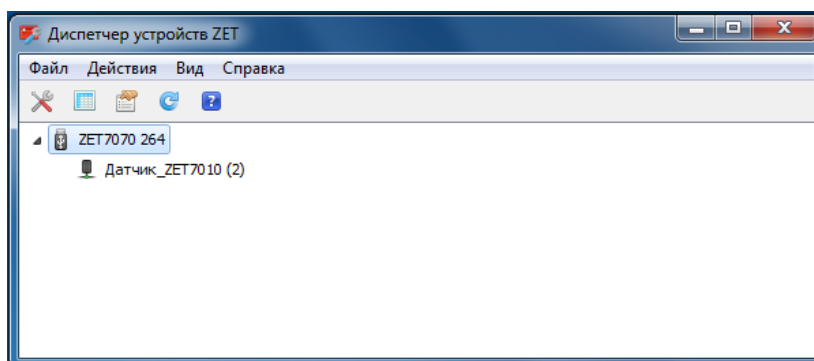 Диспетчер устройств ZET
Файл Действия Вид Справка
ZET7070 264
Датчик_ZET7010 (2)